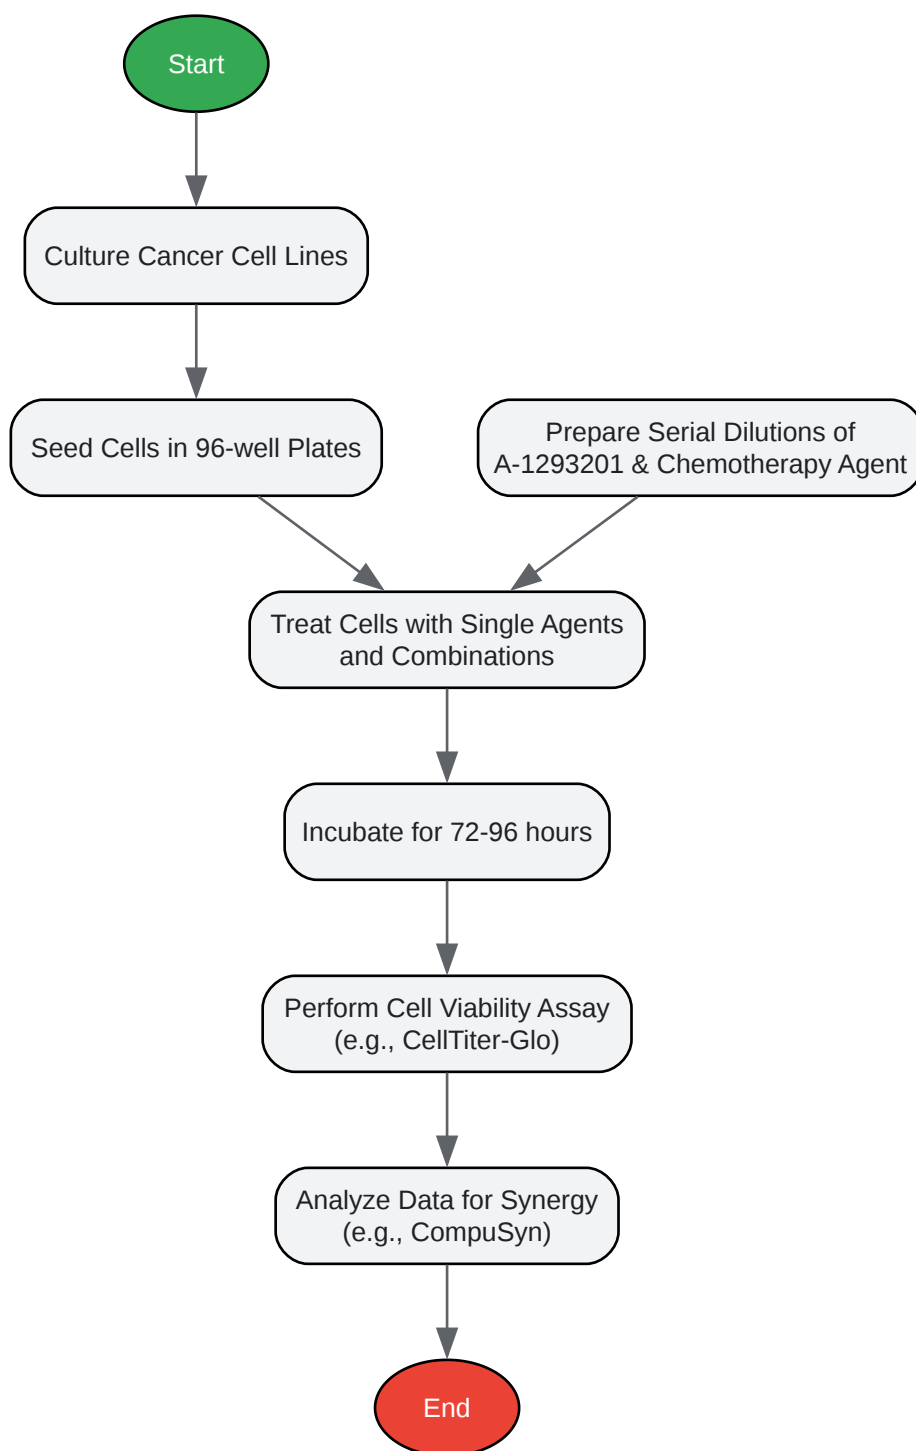 Start
Culture Cancer Cell Lines
Seed Cells in 96-well Plates
Prepare Serial Dilutions of
A-1293201 & Chemotherapy Agent
Treat Cells with Single Agents
and Combinations
Incubate for 72-96 hours
Perform Cell Viability Assay
(e.g., CellTiter-Glo)
Analyze Data for Synergy
(e.g., CompuSyn)
End